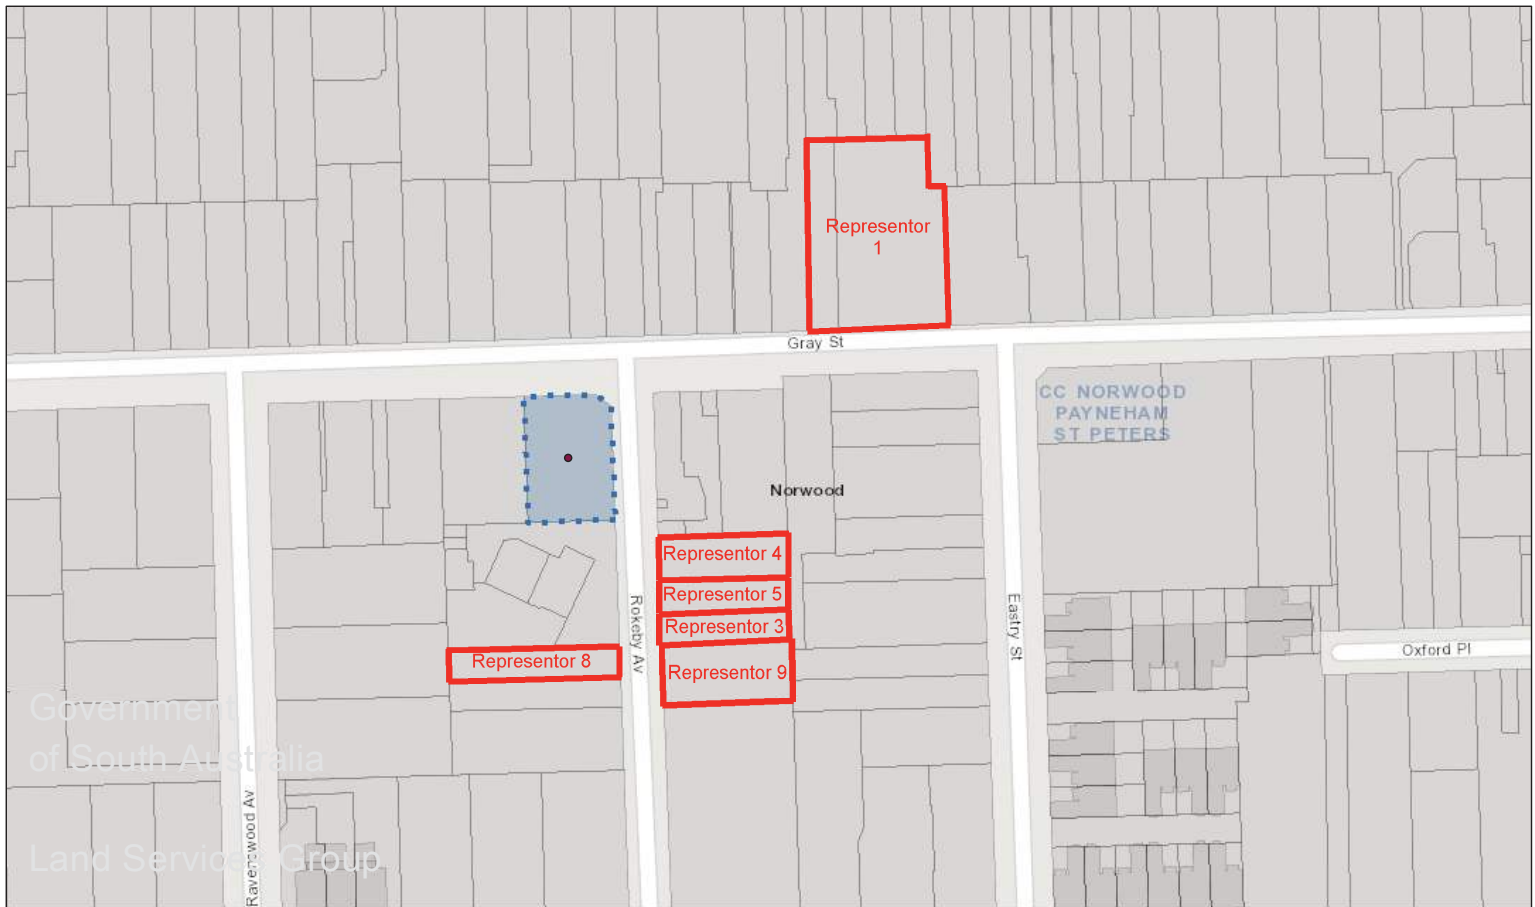 Representor
1
Gray St
CC NORWOOD
PAYNEHAM
ST PETERS
Norwood
Representor 4
Representor 5
Representor 3
Representor 8
Representor 9
Rokeby Av
Eastry St
Oxford Pl
Ravenswood Av
Government
of South Australia
Land Services Group